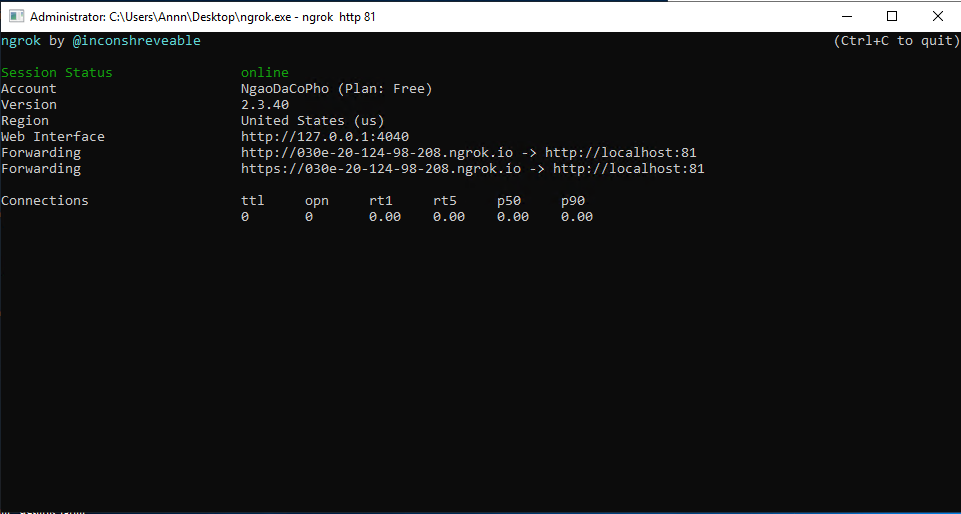 Administrator: C:\Users\Annn\Desktop\ngrok.exe - ngrok  http 81
ngrok by @inconshreveable (Ctrl+C to quit)
Session Status online
Account NgaoDaCoPho (Plan: Free)
Version 2.3.40
Region United States (us)
Web Interface http://127.0.0.1:4040
Forwarding http://030e-20-124-98-208.ngrok.io -> http://localhost:81
Forwarding https://030e-20-124-98-208.ngrok.io -> http://localhost:81
Connections ttl opn rt1 rt5 p50 p90
0 0 0.00 0.00 0.00 0.00